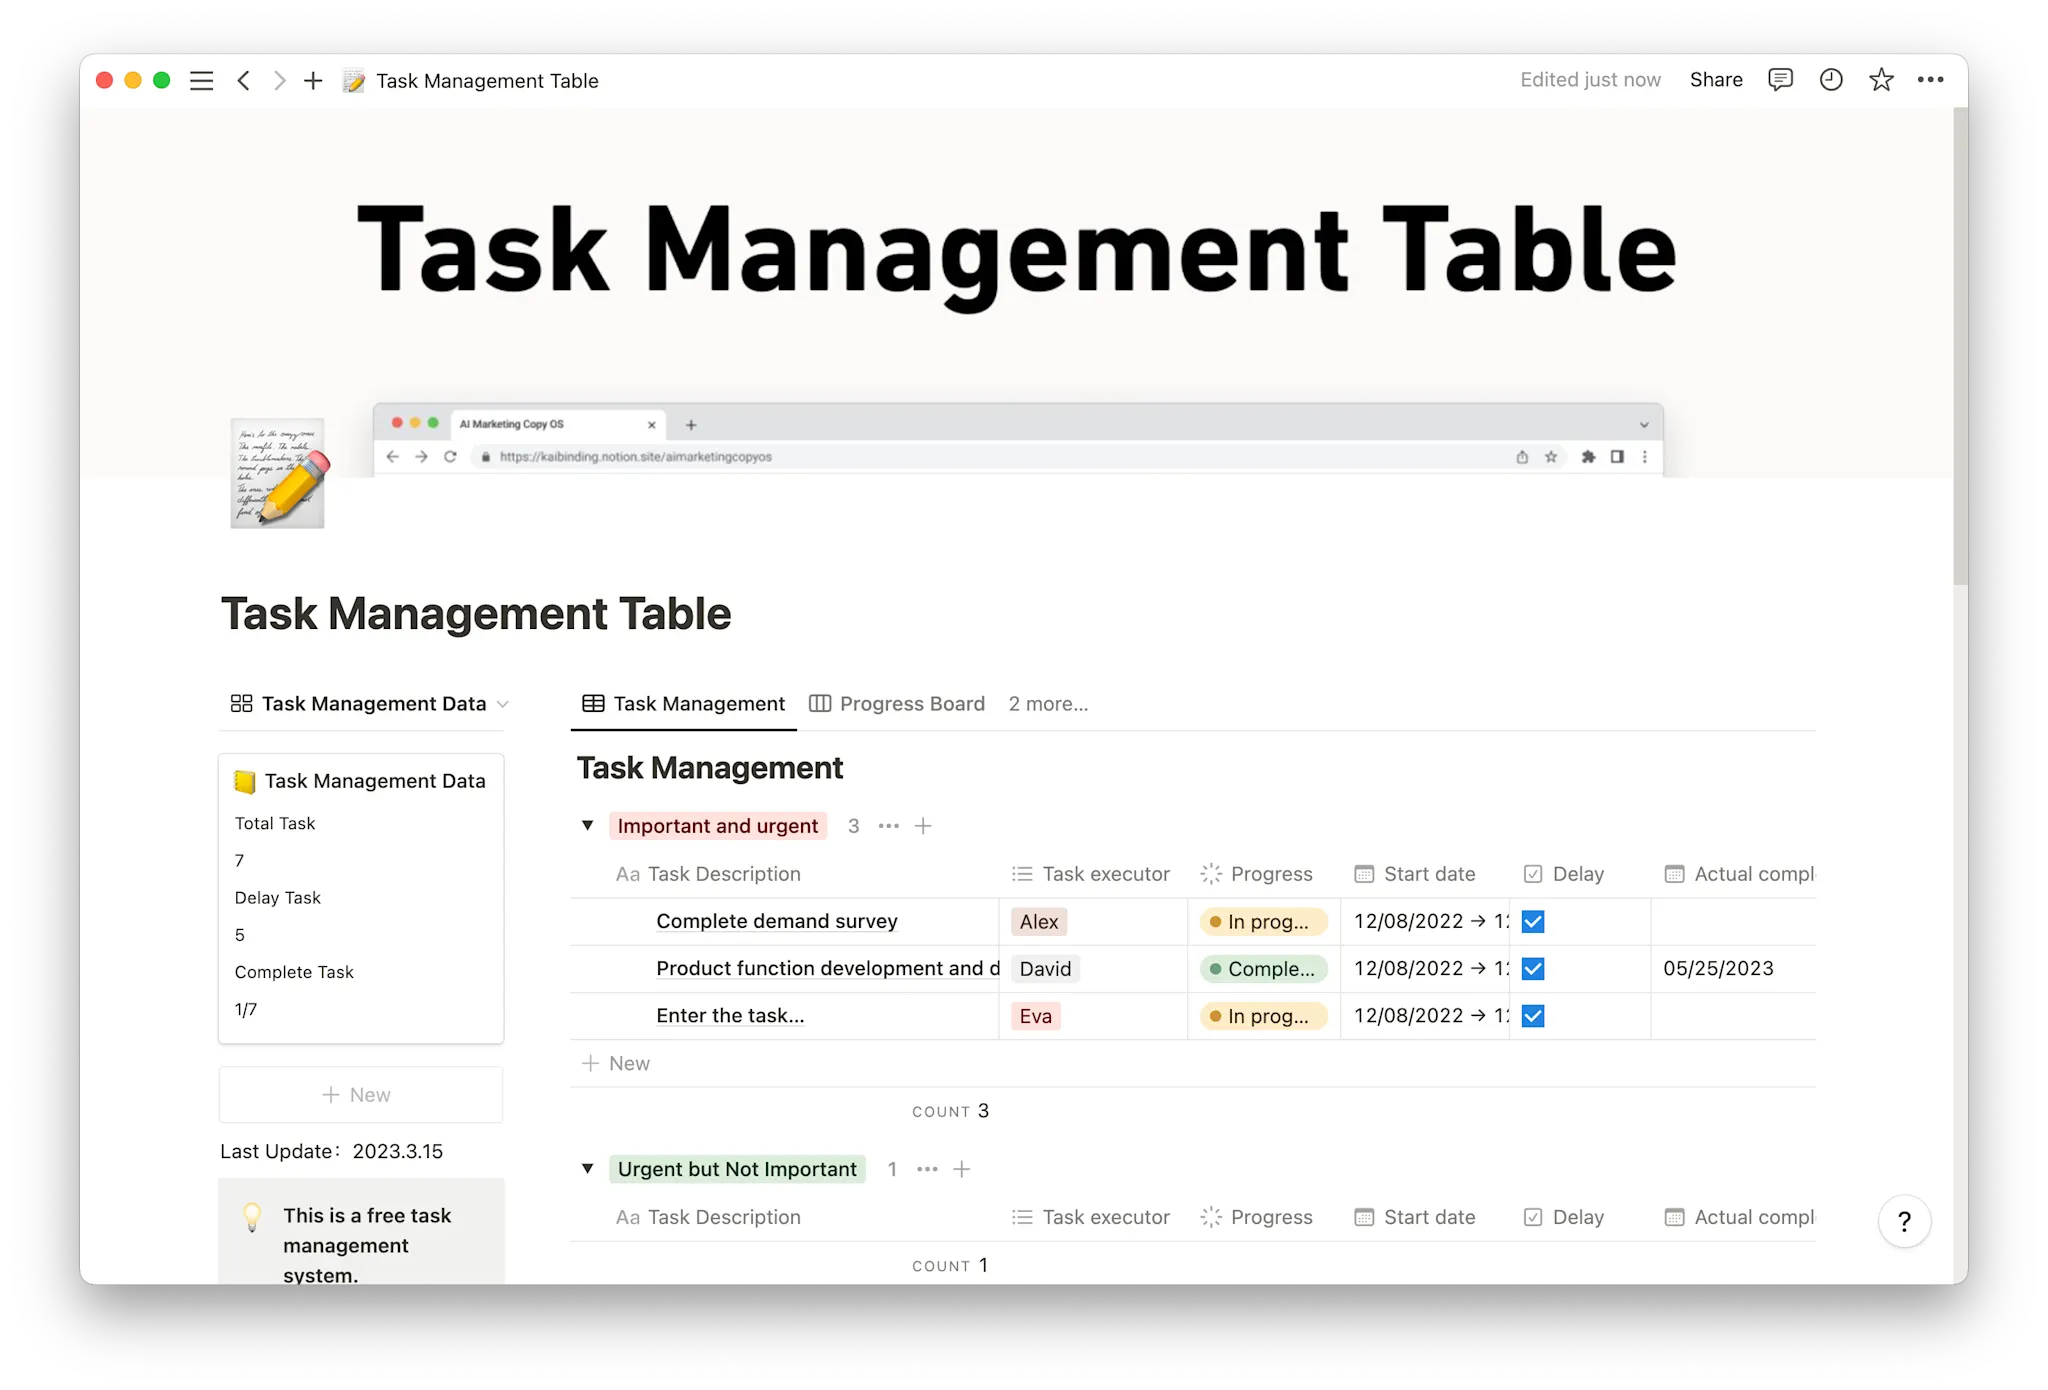 Task Management Table
Edited just now
Share
Task Management Table
AI Marketing Copy OS
https://kaibinding.notion.site/aimarketingcopyos
Task Management Table
Task Management Data
Task Management Data
Total Task
7
Delay Task
5
Complete Task
1/7
+ New
Last Update： 2023.3.15
This is a free task
management
system.
Task Management Progress Board 2 more...
Task Management
Important and urgent 3 ••• +
Aa Task Description Task executor Progress Start date Delay Actual compl
Complete demand survey Alex In prog... 12/08/2022 → 1
Product function development and d David Comple... 12/08/2022 → 1 05/25/2023
Enter the task... Eva In prog... 12/08/2022 → 1
+ New
COUNT 3
Urgent but Not Important 1 ••• +
Aa Task Description Task executor Progress Start date Delay Actual compl
COUNT 1
?